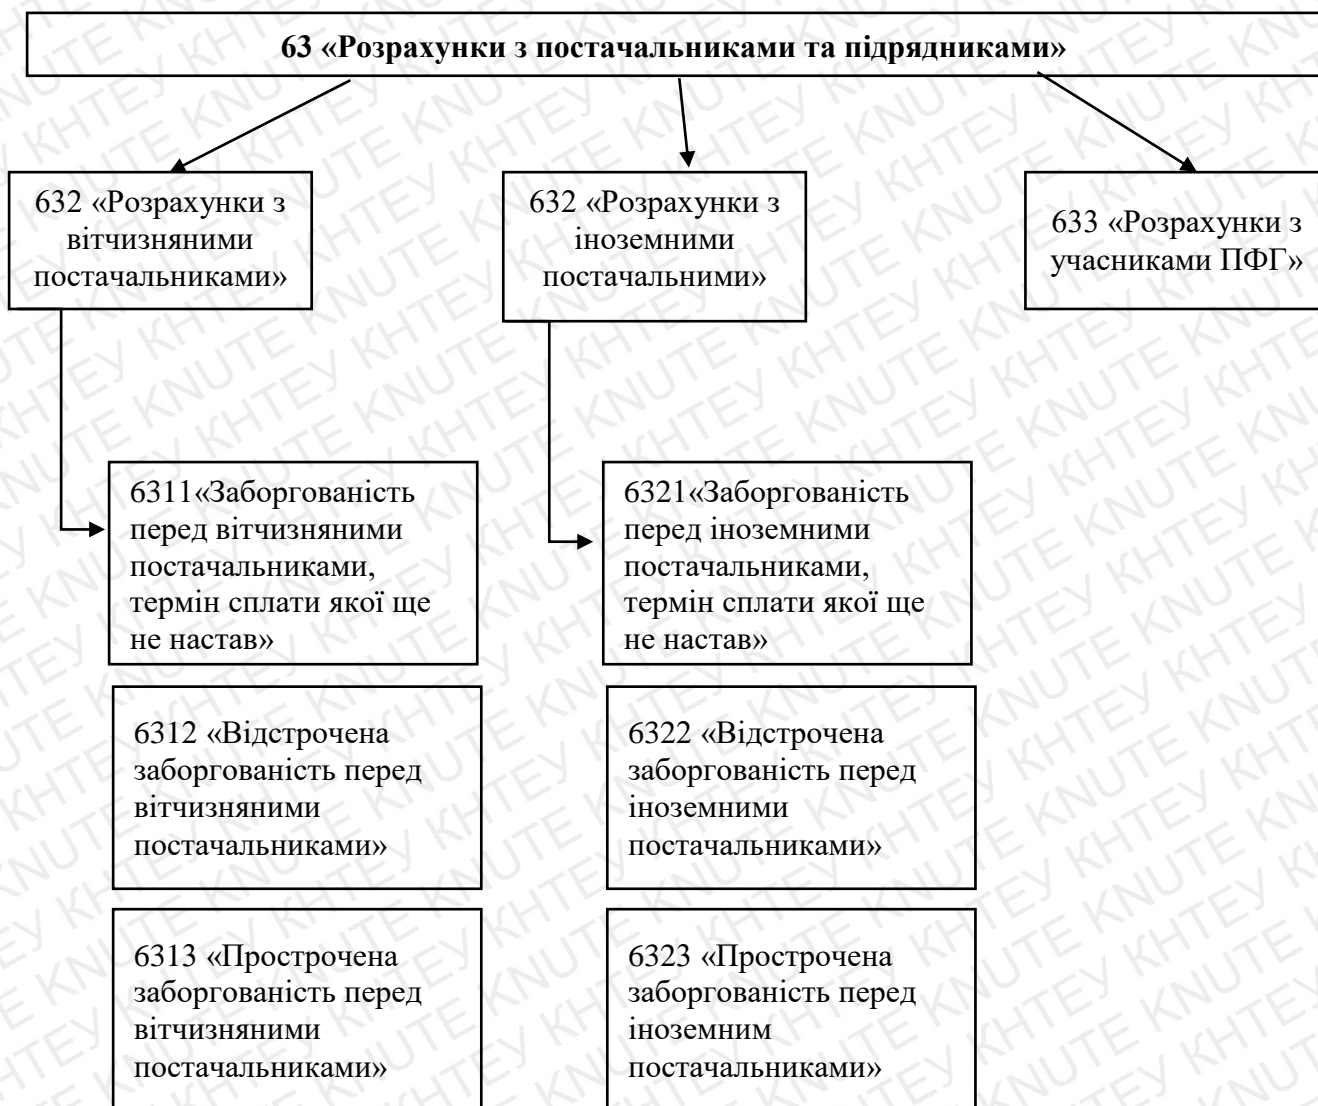 63 «Розрахунки з постачальниками та підрядниками»
632 «Розрахунки з
вітчизняними
постачальниками»
632 «Розрахунки з
іноземними
постачальними»
633 «Розрахунки з
учасниками ПФГ»
6311«Заборгованість
перед вітчизняними
постачальниками,
термін сплати якої ще
не настав»
6321«Заборгованість
перед іноземними
постачальниками,
термін сплати якої ще
не настав»
6312 «Відстрочена
заборгованість перед
вітчизняними
постачальниками»
6322 «Відстрочена
заборгованість перед
іноземними
постачальниками»
6313 «Прострочена
заборгованість перед
вітчизняними
постачальниками»
6323 «Прострочена
заборгованість перед
іноземним
постачальниками»